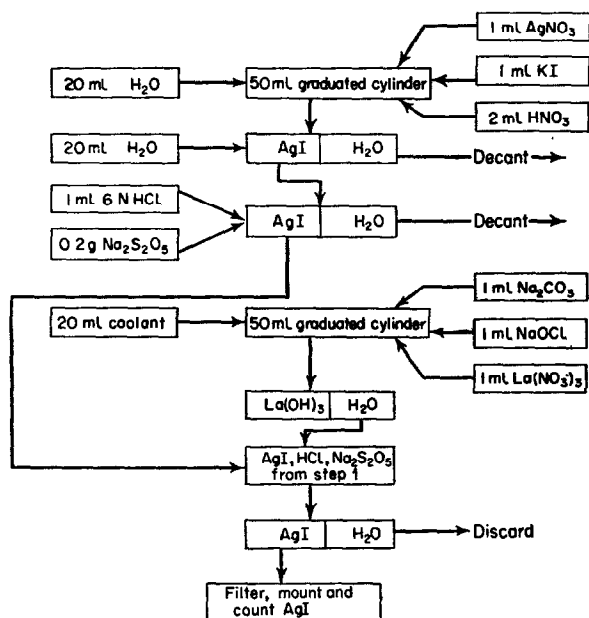 1 ml AgNO3
20 ml H2O
50 ml graduated cylinder
1 ml KI
2 ml HNO3
20 ml H2O
AgI H2O
Decant
1 ml 6 N HCl
0 2g Na2S2O5
AgI H2O
Decant
1 ml Na2CO3
20 ml coolant
50 ml graduated cylinder
1 ml NaOCl
1 ml La(NO3)3
La(OH)3 H2O
AgI, HCl, Na2S2O5
from step 1
AgI H2O
Discard
Filter, mount and
count AgI